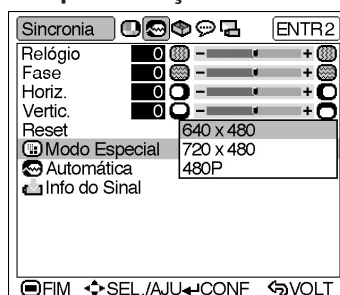 Sincronia ENTR2
Relógio 0 - +
Fase 0 - +
Horiz. 0 - +
Vertic. 0 - +
Reset 640 x 480
Modo Especial 720 x 480
Automática 480P
Info do Sinal
FIM SEL./AJU CONF VOLT